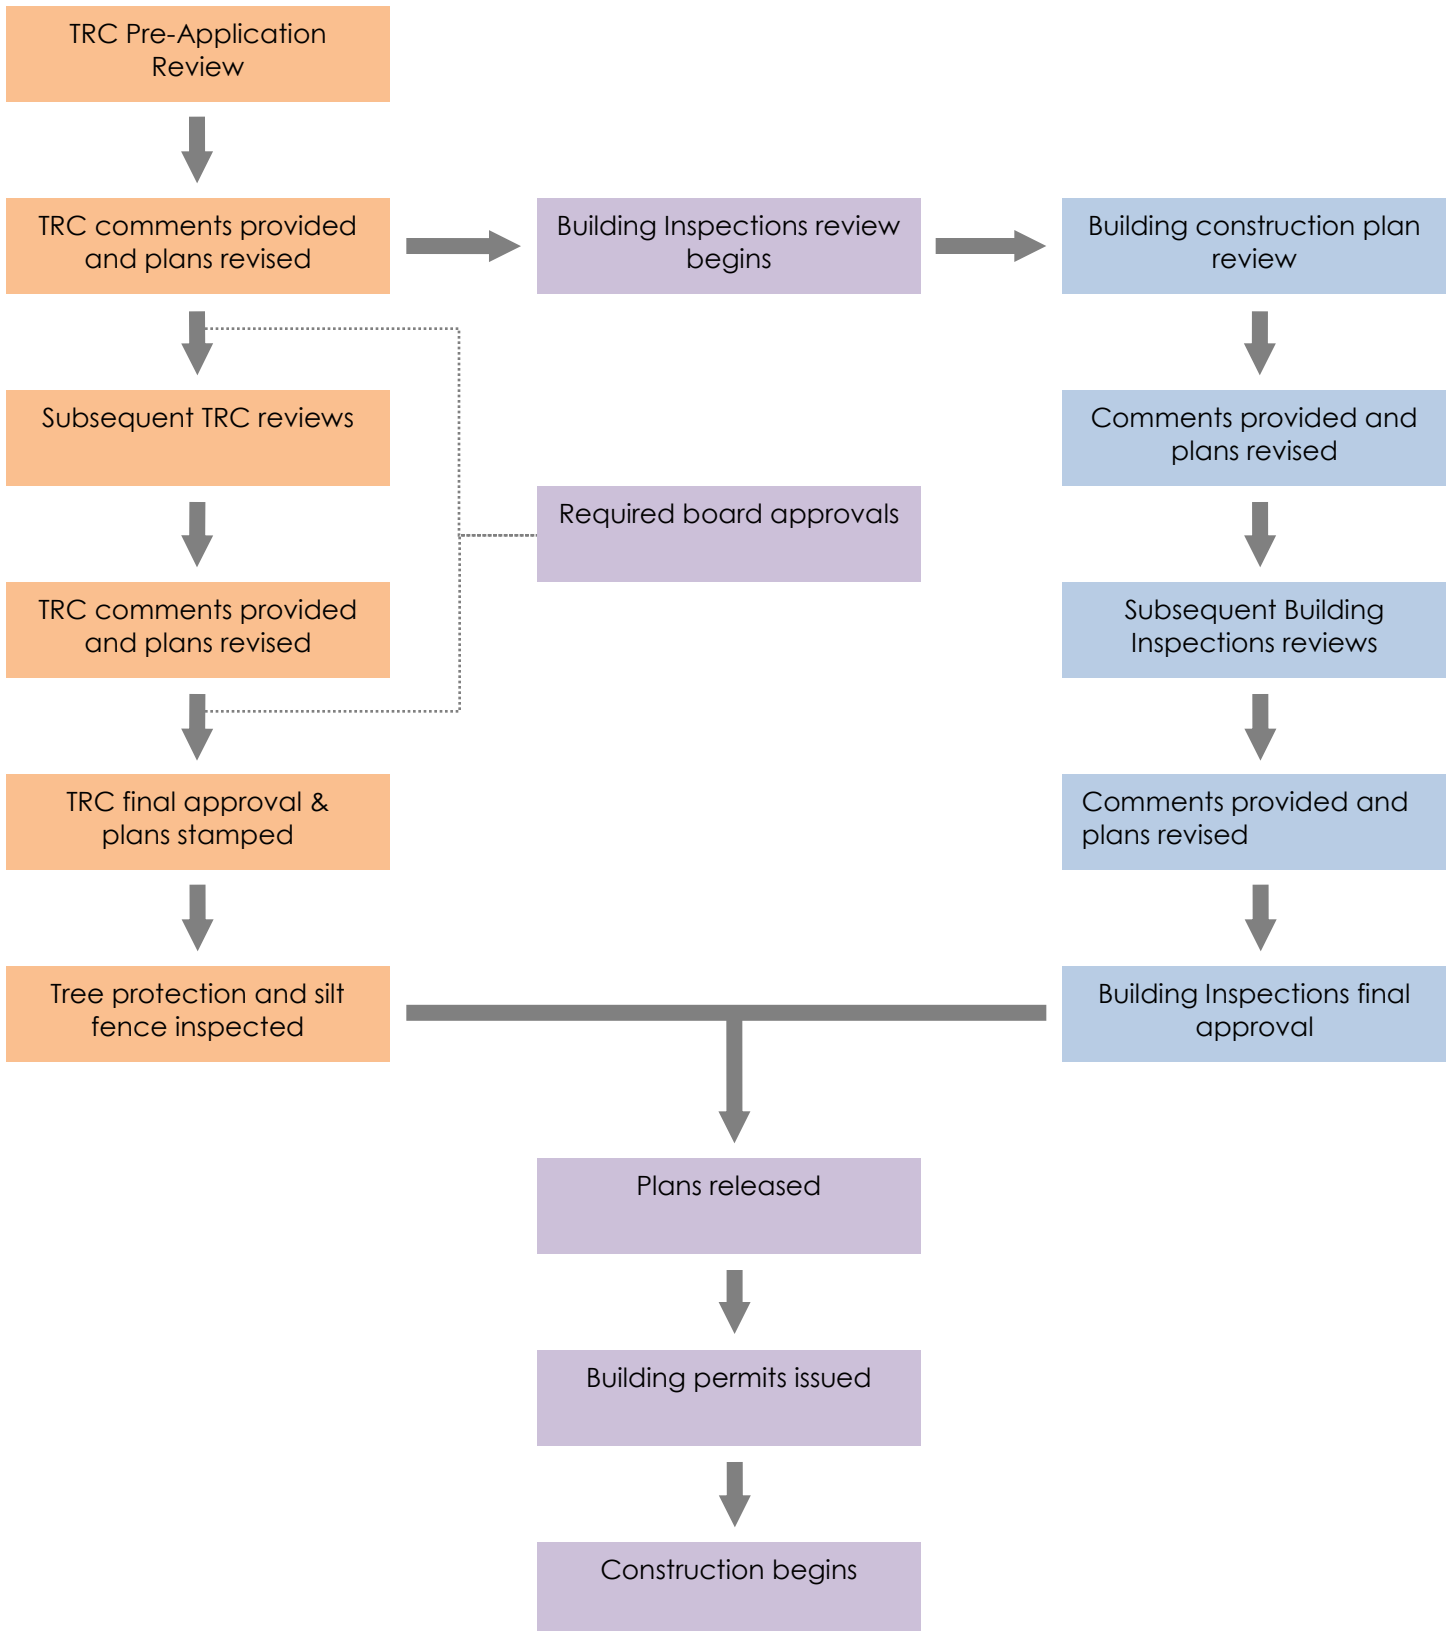 TRC Pre-Application
Review
TRC comments provided
and plans revised
Building Inspections review
begins
Building construction plan
review
Subsequent TRC reviews
Comments provided and
plans revised
Required board approvals
TRC comments provided
and plans revised
Subsequent Building
Inspections reviews
TRC final approval &
plans stamped
Comments provided and
plans revised
Tree protection and silt
fence inspected
Building Inspections final
approval
Plans released
Building permits issued
Construction begins